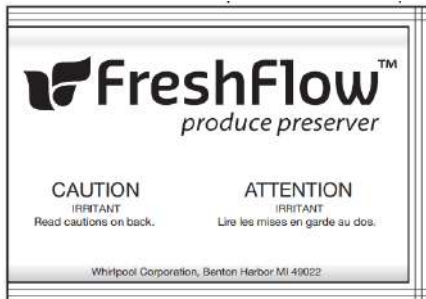 FreshFlow™
produce preserver
CAUTION
IRRITANT
Read cautions on back.
ATTENTION
IRRITANT
Lire les mises en garde au dos.
Whirlpool Corporation, Benton Harbor MI 49022